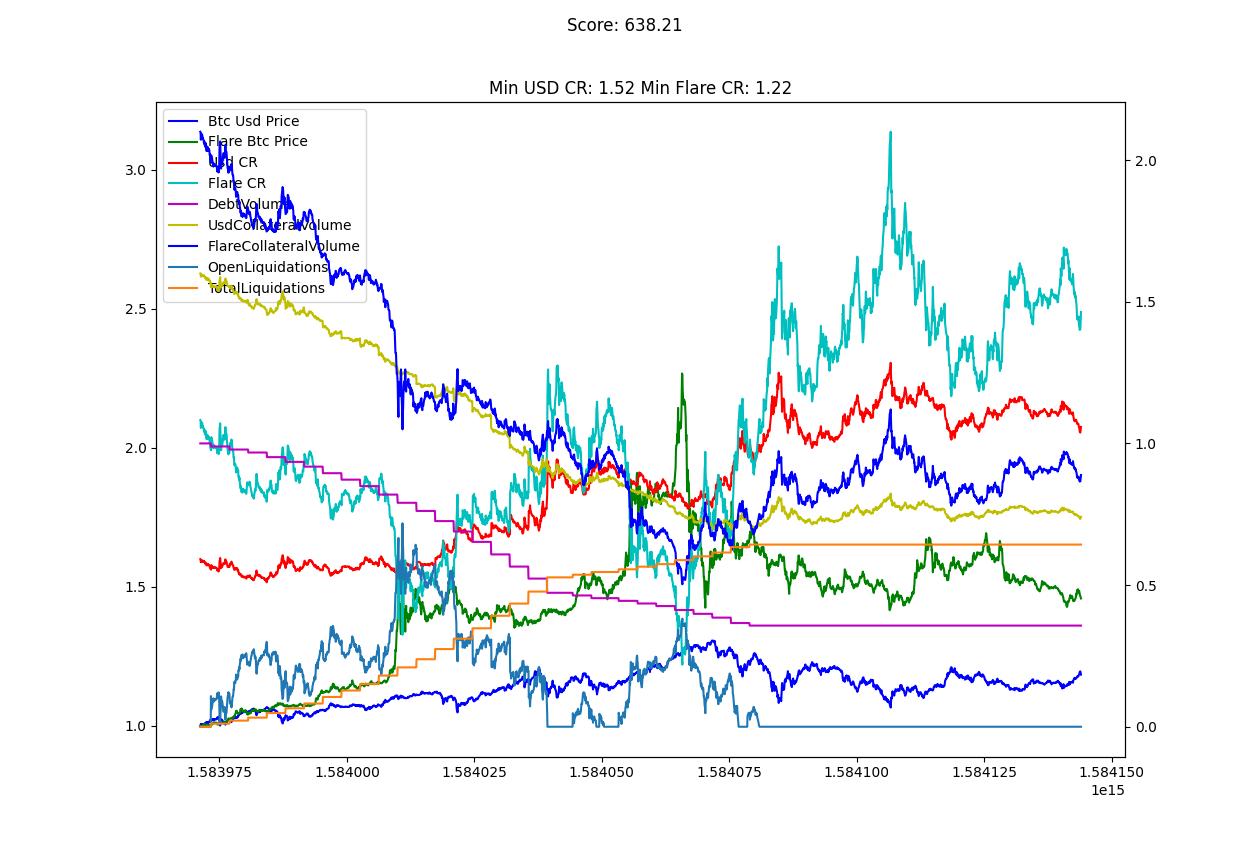 Score: 638.21
Min USD CR: 1.52 Min Flare CR: 1.22
Btc Usd Price
Flare Btc Price
Usd CR
Flare CR
DebtVolume
UsdCollateralVolume
FlareCollateralVolume
OpenLiquidations
TotalLiquidations
3.0
2.5
2.0
1.5
1.0
2.0
1.5
1.0
0.5
0.0
1.583975
1.584000
1.584025
1.584050
1.584075
1.584100
1.584125
1.584150
1e15